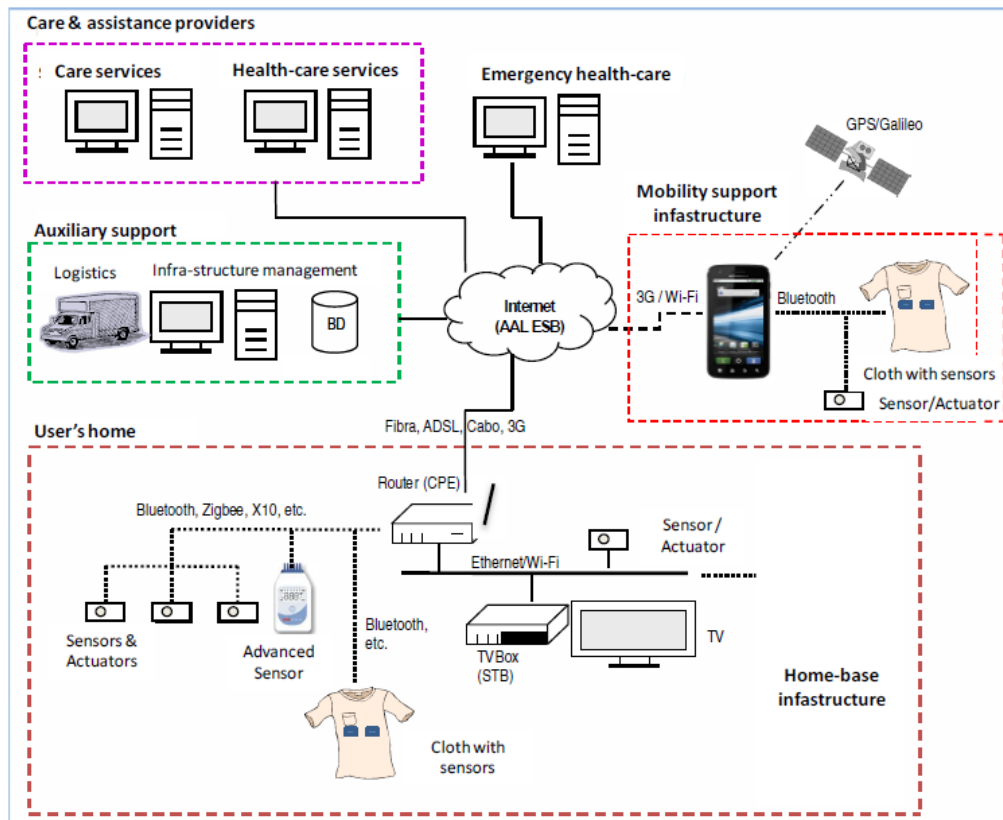 Care & assistance providers
Care services
Health-care services
Emergency health-care
GPS/Galileo
Mobility support
infastructure
Auxiliary support
Logistics
Infra-structure management
BD
Internet
(AAL ESB)
3G / Wi-Fi
Bluetooth
Cloth with sensors
Sensor/Actuator
User's home
Fibra, ADSL, Cabo, 3G
Router (CPE)
Bluetooth, Zigbee, X10, etc.
Sensor /
Actuator
Ethernet/Wi-Fi
Sensors &
Actuators
Advanced
Sensor
Bluetooth,
etc.
TV Box
(STB)
TV
Home-base
infastructure
Cloth with
sensors